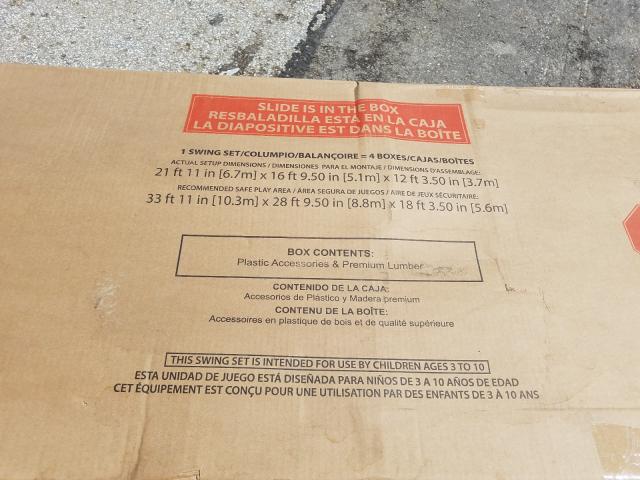 SLIDE IS IN THE BOX
RESBALADILLA ESTÁ EN LA CAJA
LA DIAPOSITIVE EST DANS LA BOÎTE
1 SWING SET/COLUMPIO/BALANÇOIRE = 4 BOXES/CAJAS/BOÎTES
ACTUAL SETUP DIMENSIONS / DIMENSIONES PARA EL MONTAJE / DIMENSIONS D'ASSEMBLAGE:
21 ft 11 in [6.7m] x 16 ft 9.50 in [5.1m] x 12 ft 3.50 in [3.7m]
RECOMMENDED SAFE PLAY AREA / ÁREA SEGURA DE JUEGOS / AIRE DE JEUX SÉCURITAIRE:
33 ft 11 in [10.3m] x 28 ft 9.50 in [8.8m] x 18 ft 3.50 in [5.6m]
BOX CONTENTS:
Plastic Accessories & Premium Lumber
CONTENIDO DE LA CAJA:
Accesorios de Plástico y Madera premium
CONTENU DE LA BOÎTE:
Accessoires en plastique de bois et de qualité supérieure
THIS SWING SET IS INTENDED FOR USE BY CHILDREN AGES 3 TO 10
ESTA UNIDAD DE JUEGO ESTÁ DISEÑADA PARA NIÑOS DE 3 A 10 AÑOS DE EDAD
CET ÉQUIPEMENT EST CONÇU POUR UNE UTILISATION PAR DES ENFANTS DE 3 À 10 ANS